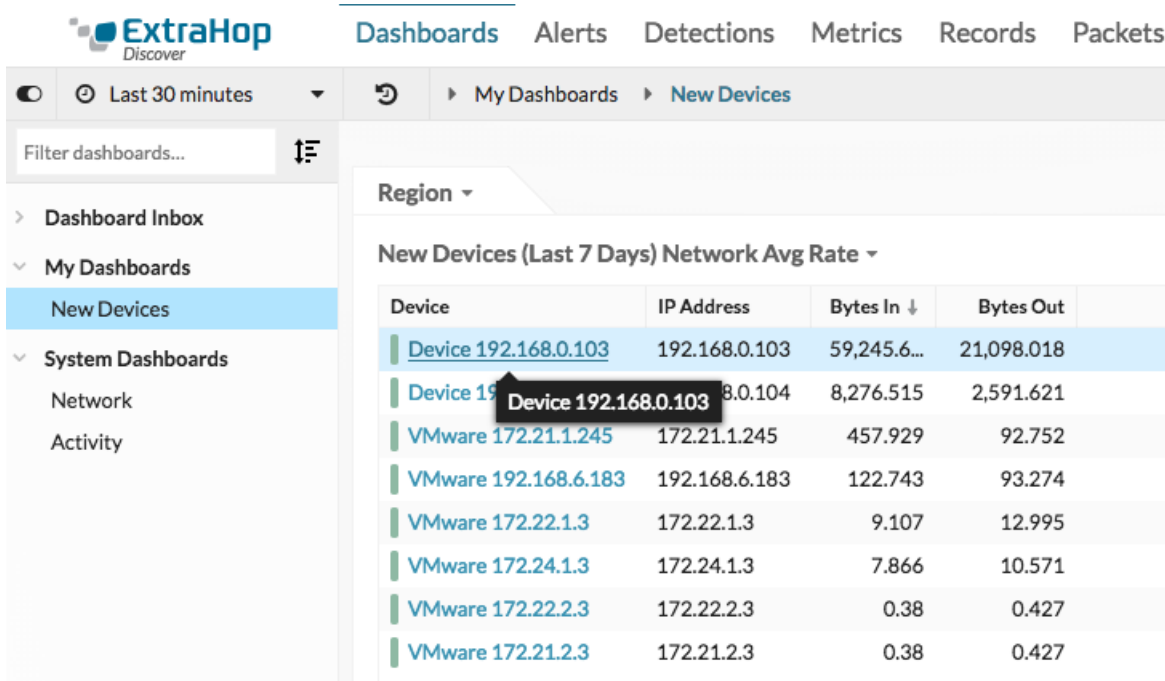 ExtraHop
Discover
Dashboards Alerts Detections Metrics Records Packets
Last 30 minutes
My Dashboards New Devices
Filter dashboards...
Dashboard Inbox
My Dashboards
New Devices
System Dashboards
Network
Activity
Region
New Devices (Last 7 Days) Network Avg Rate
Device IP Address Bytes In ↓ Bytes Out
Device 192.168.0.103 192.168.0.103 59,245.6... 21,098.018
Device 19 8.0.104 8,276.515 2,591.621
Device 192.168.0.103
VMware 172.21.1.245 172.21.1.245 457.929 92.752
VMware 192.168.6.183 192.168.6.183 122.743 93.274
VMware 172.22.1.3 172.22.1.3 9.107 12.995
VMware 172.24.1.3 172.24.1.3 7.866 10.571
VMware 172.22.2.3 172.22.2.3 0.38 0.427
VMware 172.21.2.3 172.21.2.3 0.38 0.427